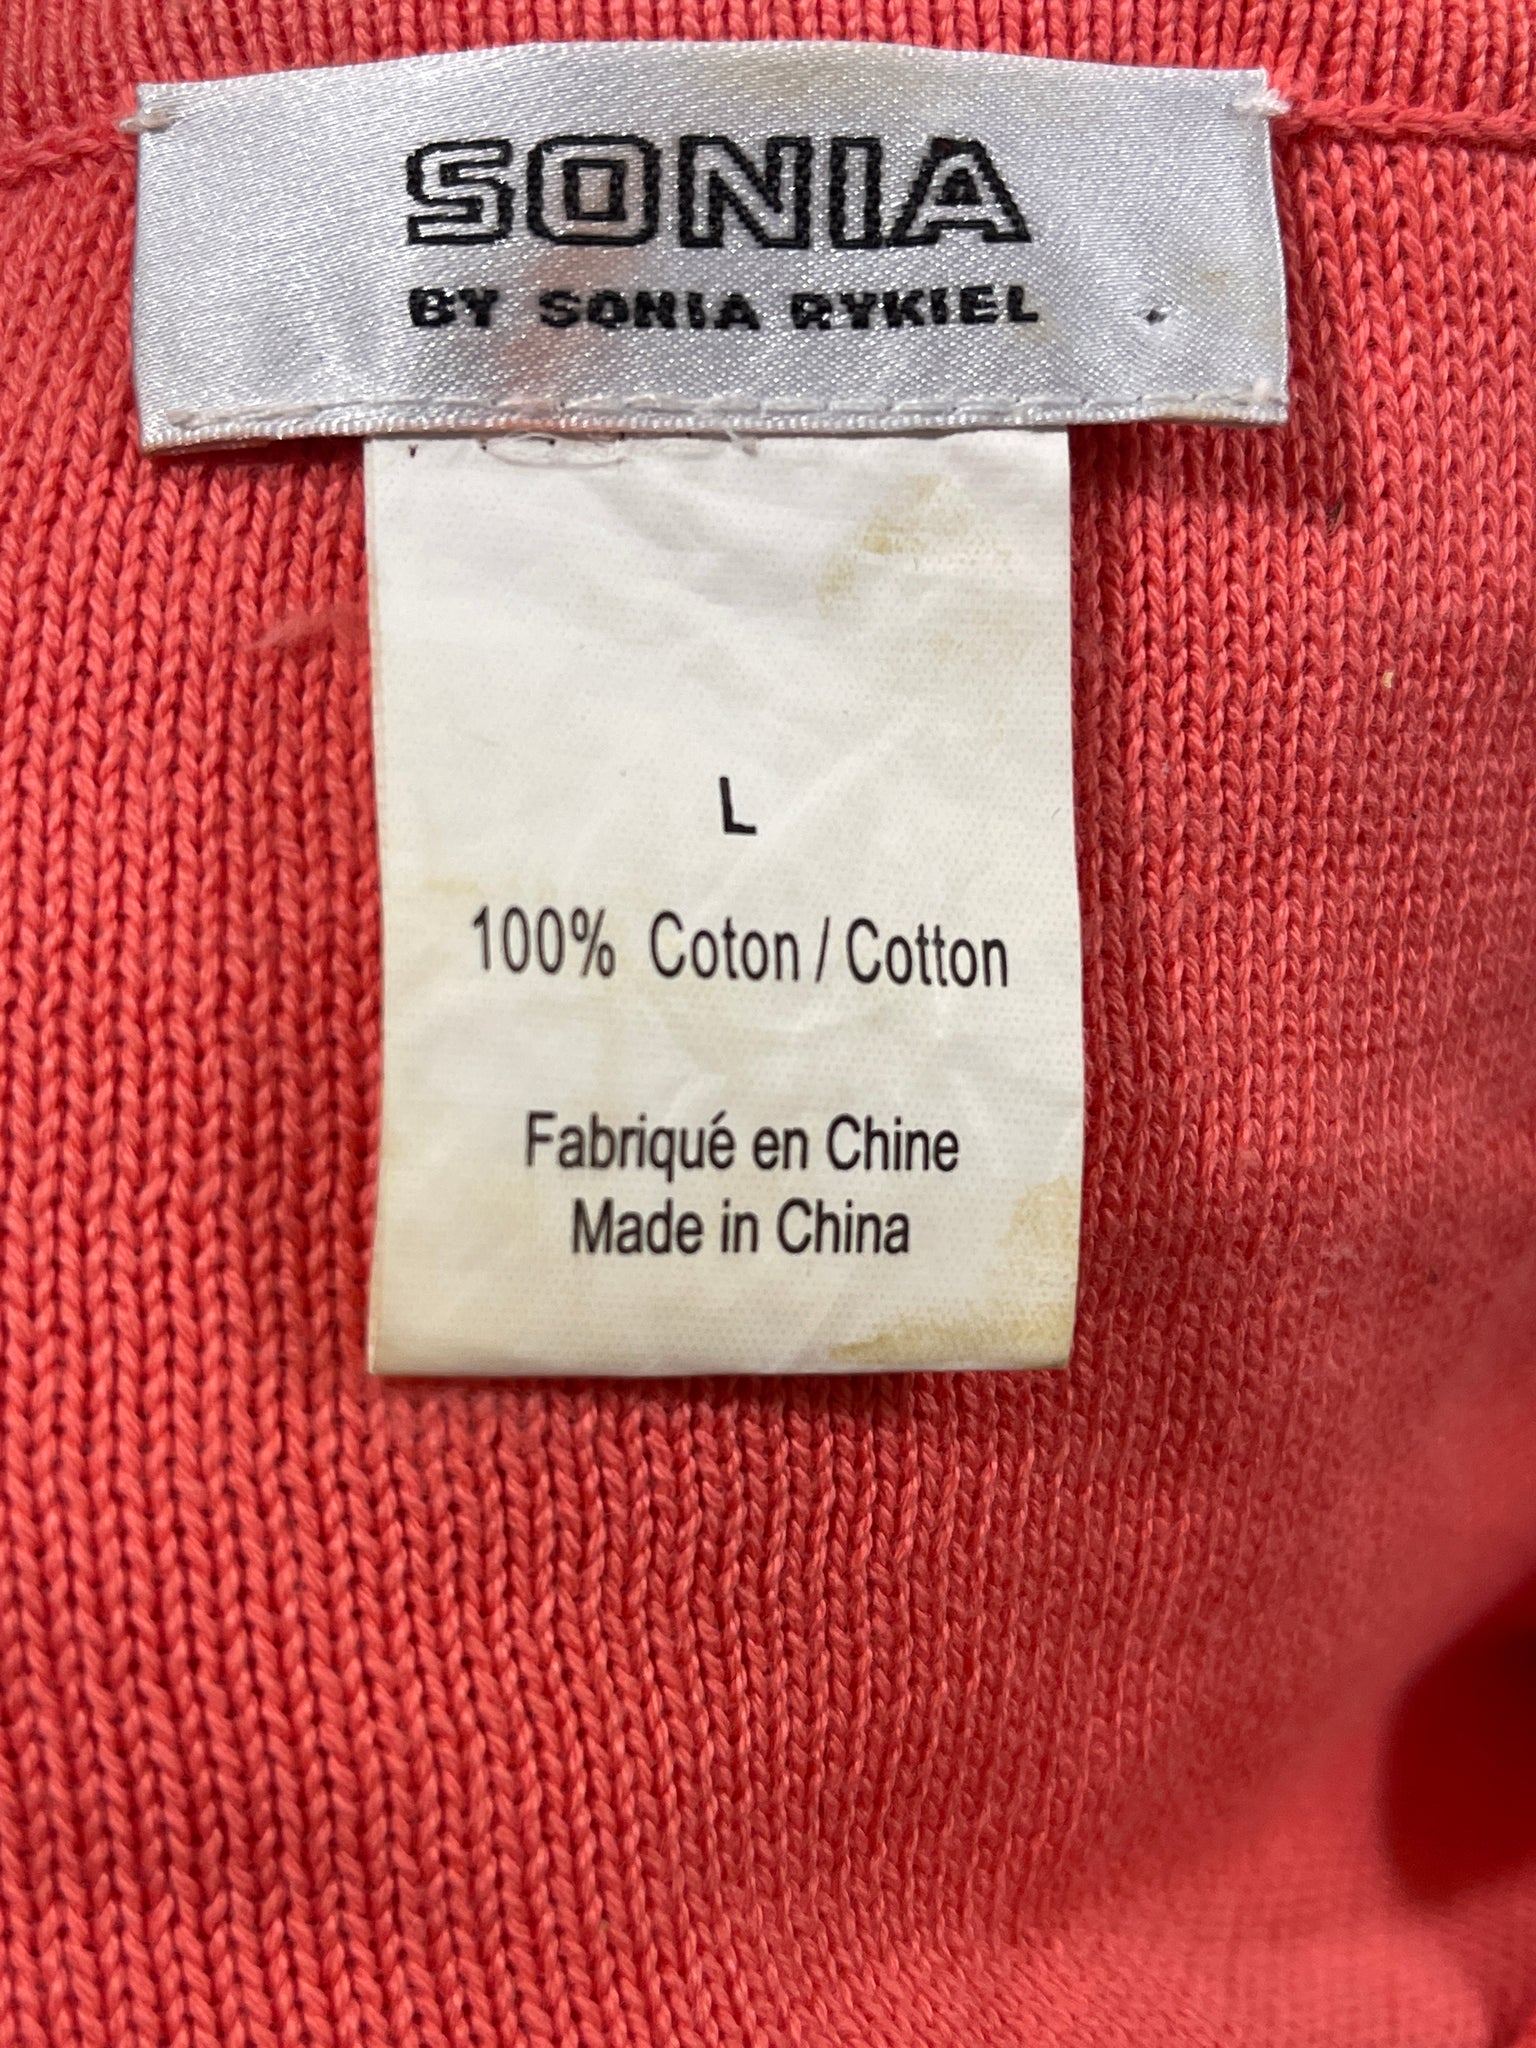 SONIA
BY SONIA RYKIEL
L
100% Coton / Cotton
Fabriqué en Chine
Made in China